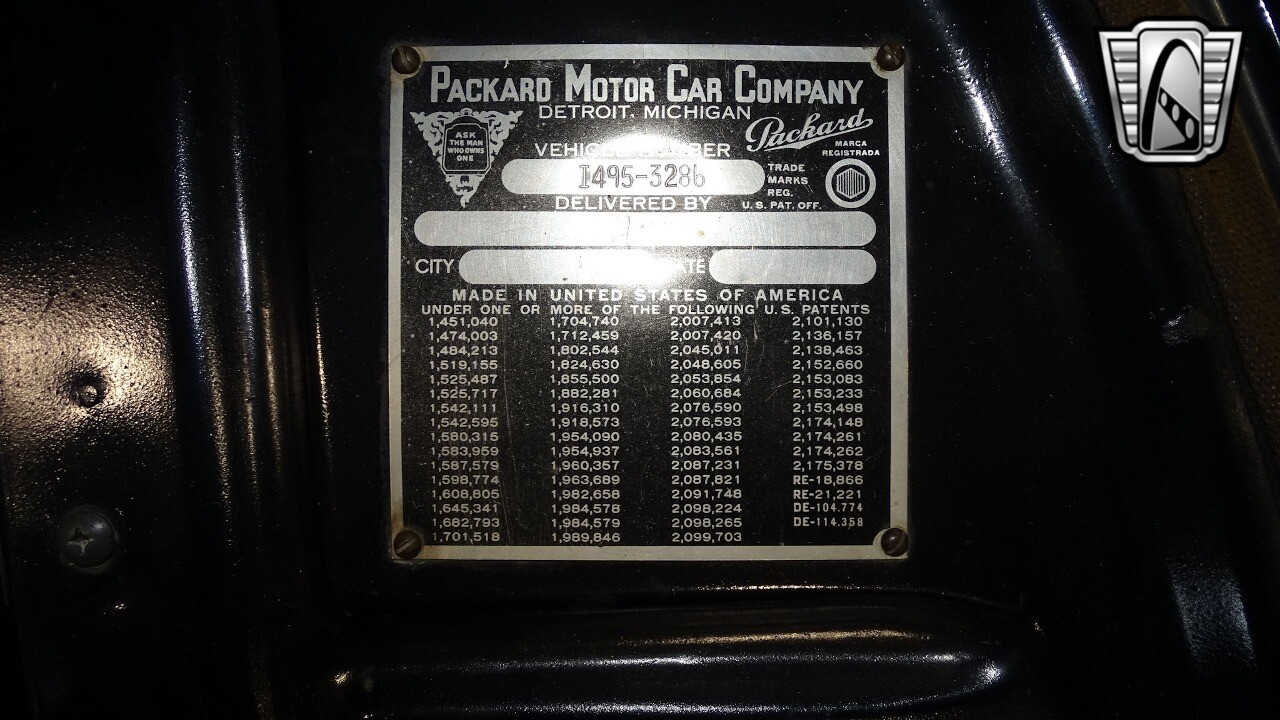 PACKARD MOTOR CAR COMPANY
DETROIT, MICHIGAN
ASK
THE MAN
WHO OWNS
ONE
Packard
MARCA
REGISTRADA
1495-3286
TRADE
MARKS
REG.
U.S. PAT. OFF.
DELIVERED BY
CITY
MADE IN UNITED STATES OF AMERICA
UNDER ONE OR MORE OF THE FOLLOWING U.S. PATENTS
1,451,040 1,704,740 2,007,413 2,101,130
1,474,003 1,712,459 2,007,420 2,136,157
1,484,213 1,802,544 2,045,011 2,138,463
1,519,155 1,824,630 2,048,605 2,152,660
1,525,487 1,855,500 2,053,854 2,153,083
1,525,717 1,882,281 2,060,684 2,153,233
1,542,111 1,916,310 2,076,590 2,153,498
1,542,595 1,918,573 2,076,593 2,174,148
1,580,315 1,954,090 2,080,435 2,174,261
1,583,959 1,954,937 2,083,561 2,174,262
1,587,579 1,960,357 2,087,231 2,175,378
1,598,774 1,963,689 2,087,821 RE-18,866
1,608,805 1,982,658 2,091,748 RE-21,221
1,645,341 1,984,578 2,098,224 DE-104.774
1,682,793 1,984,579 2,098,265 DE-114.358
1,701,518 1,989,846 2,099,703